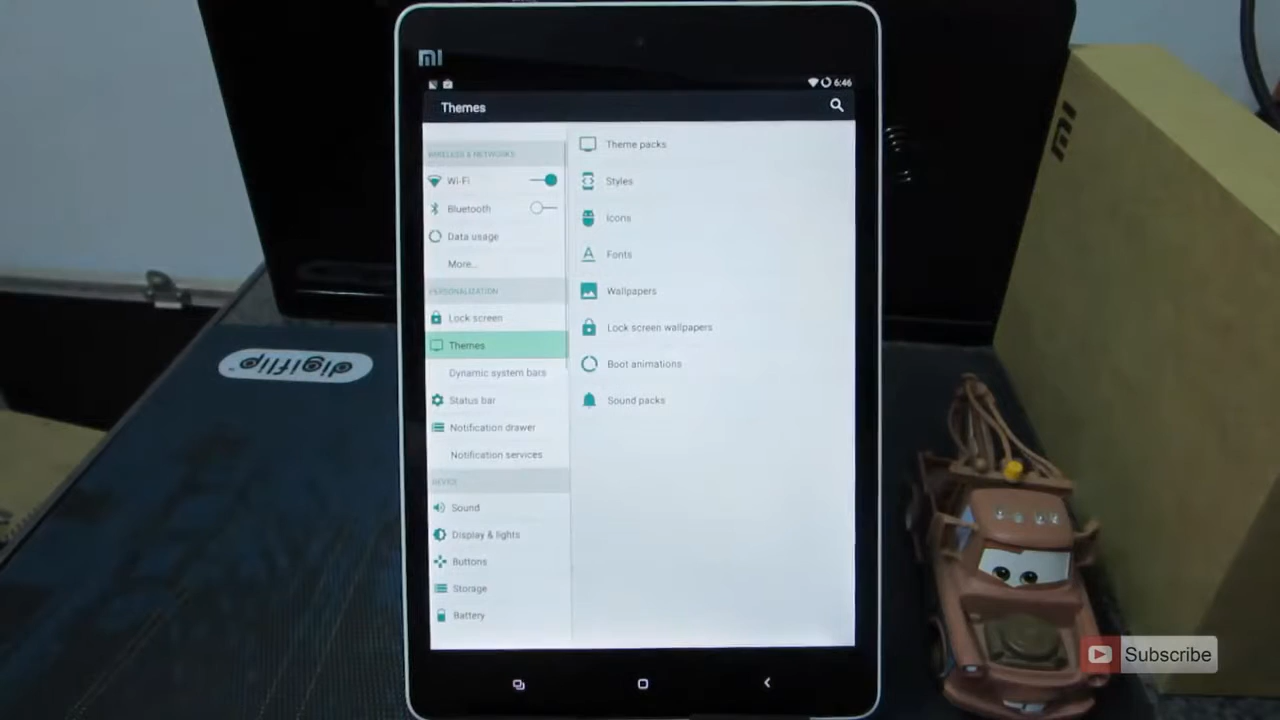 mi
6:46
Themes
WIRELESS & NETWORKS
Wi-Fi
Bluetooth
Data usage
More...
PERSONALIZATION
Lock screen
Themes
Dynamic system bars
Status bar
Notification drawer
Notification services
DEVICE
Sound
Display & lights
Buttons
Storage
Battery
Theme packs
Styles
Icons
Fonts
Wallpapers
Lock screen wallpapers
Boot animations
Sound packs
digiflip
mi
Subscribe